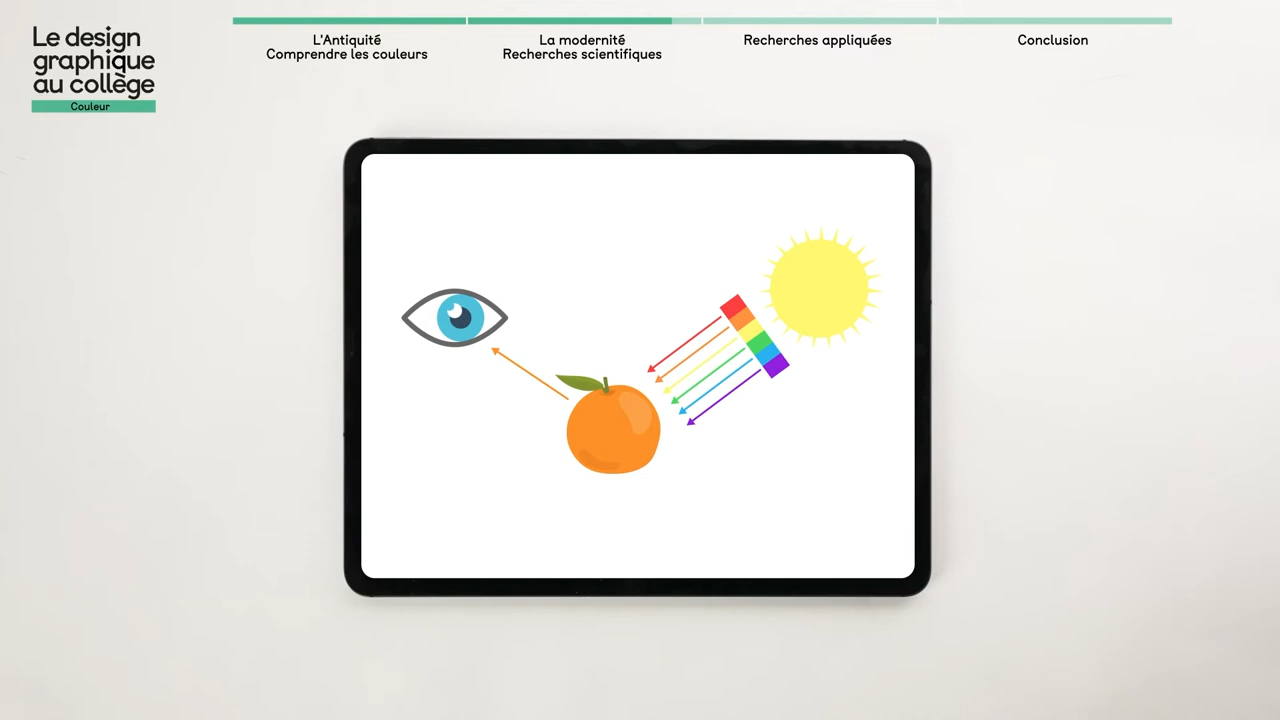 Le design
graphique
au collège
Couleur
L'Antiquité
Comprendre les couleurs
La modernité
Recherches scientifiques
Recherches appliquées
Conclusion